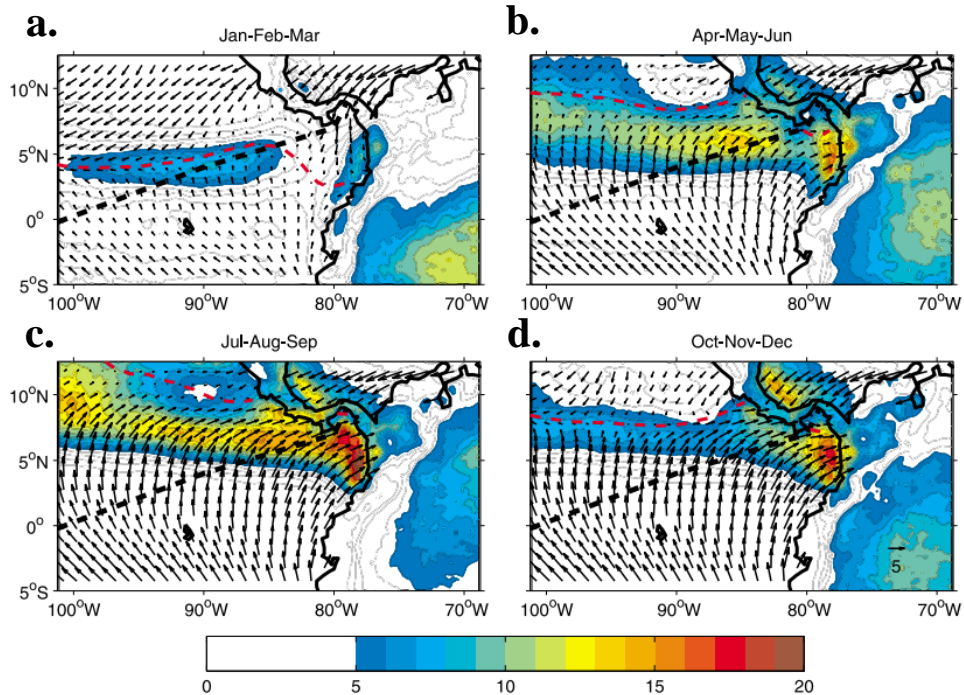 a. b.
Jan-Feb-Mar Apr-May-Jun
10°N 10°N
5°N 5°N
0° 0°
5°S 5°S
100°W 90°W 80°W 70°W 100°W 90°W 80°W 70°W
c. d.
Jul-Aug-Sep Oct-Nov-Dec
10°N 10°N
5°N 5°N
0° 0°
5
5°S 5°S
100°W 90°W 80°W 70°W 100°W 90°W 80°W 70°W
0 5 10 15 20